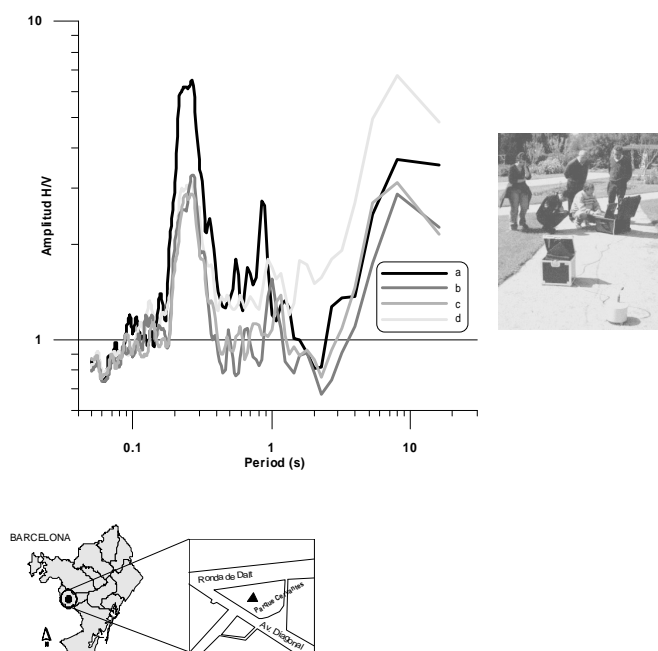 10
Amplitud H/V
1
a
b
c
d
0.1 1 10
Period (s)
BARCELONA
Ronda de Dalt
Parque Cervantes
Av. Diagonal
N